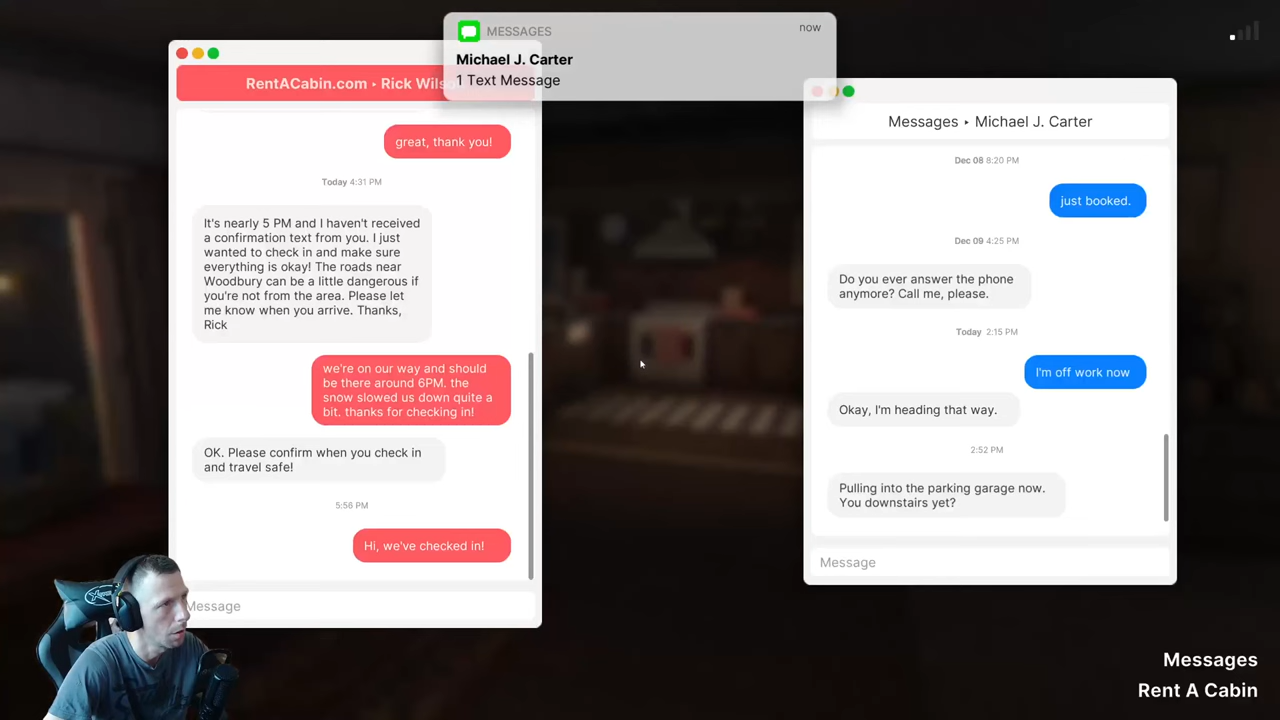 MESSAGES
now
Michael J. Carter
1 Text Message
RentACabin.com ‣ Rick
great, thank you!
Today 4:31 PM
It's nearly 5 PM and I haven't received
a confirmation text from you. I just
wanted to check in and make sure
everything is okay! The roads near
Woodbury can be a little dangerous if
you're not from the area. Please let
me know when you arrive. Thanks,
Rick
we're on our way and should
be there around 6PM. the
snow slowed us down quite a
bit. thanks for checking in!
OK. Please confirm when you check in
and travel safe!
5:56 PM
Hi, we've checked in!
Message
Messages ‣ Michael J. Carter
Dec 08 8:20 PM
just booked.
Dec 09 4:25 PM
Do you ever answer the phone
anymore? Call me, please.
Today 2:15 PM
I'm off work now
Okay, I'm heading that way.
2:52 PM
Pulling into the parking garage now.
You downstairs yet?
Message
Messages
Rent A Cabin